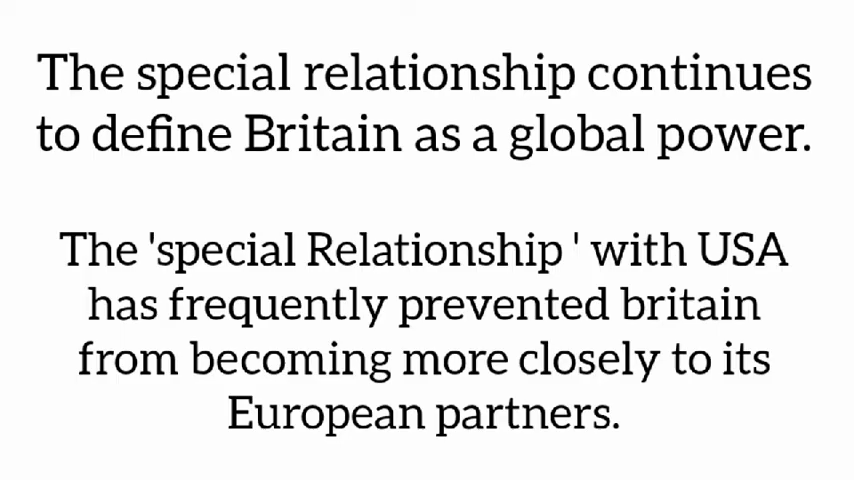 The special relationship continues
to define Britain as a global power.
The 'special Relationship ' with USA
has frequently prevented britain
from becoming more closely to its
European partners.